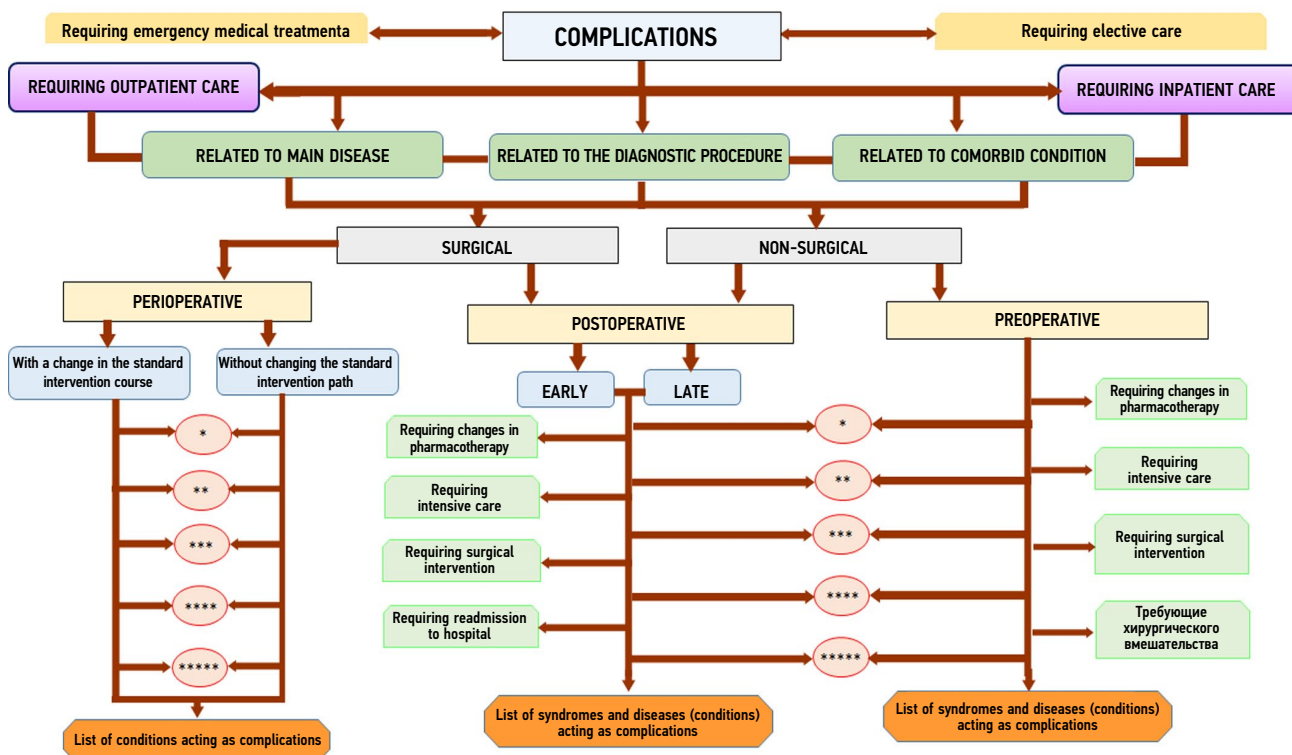 Requiring emergency medical treatmenta
COMPLICATIONS
Requiring elective care
REQUIRING OUTPATIENT CARE
REQUIRING INPATIENT CARE
RELATED TO MAIN DISEASE
RELATED TO THE DIAGNOSTIC PROCEDURE
RELATED TO COMORBID CONDITION
SURGICAL
NON-SURGICAL
PERIOPERATIVE
POSTOPERATIVE
PREOPERATIVE
With a change in the standard
intervention course
Without changing the standard
intervention path
EARLY
LATE
*
**
***
****
*****
Requiring changes in
pharmacotherapy
Requiring
intensive care
Requiring surgical
intervention
Requiring readmission
to hospital
*
**
***
****
*****
Requiring changes in
pharmacotherapy
Requiring
intensive care
Requiring surgical
intervention
Требующие
хирургического
вмешательства
List of conditions acting as complications
List of syndromes and diseases (conditions)
acting as complications
List of syndromes and diseases (conditions)
acting as complications